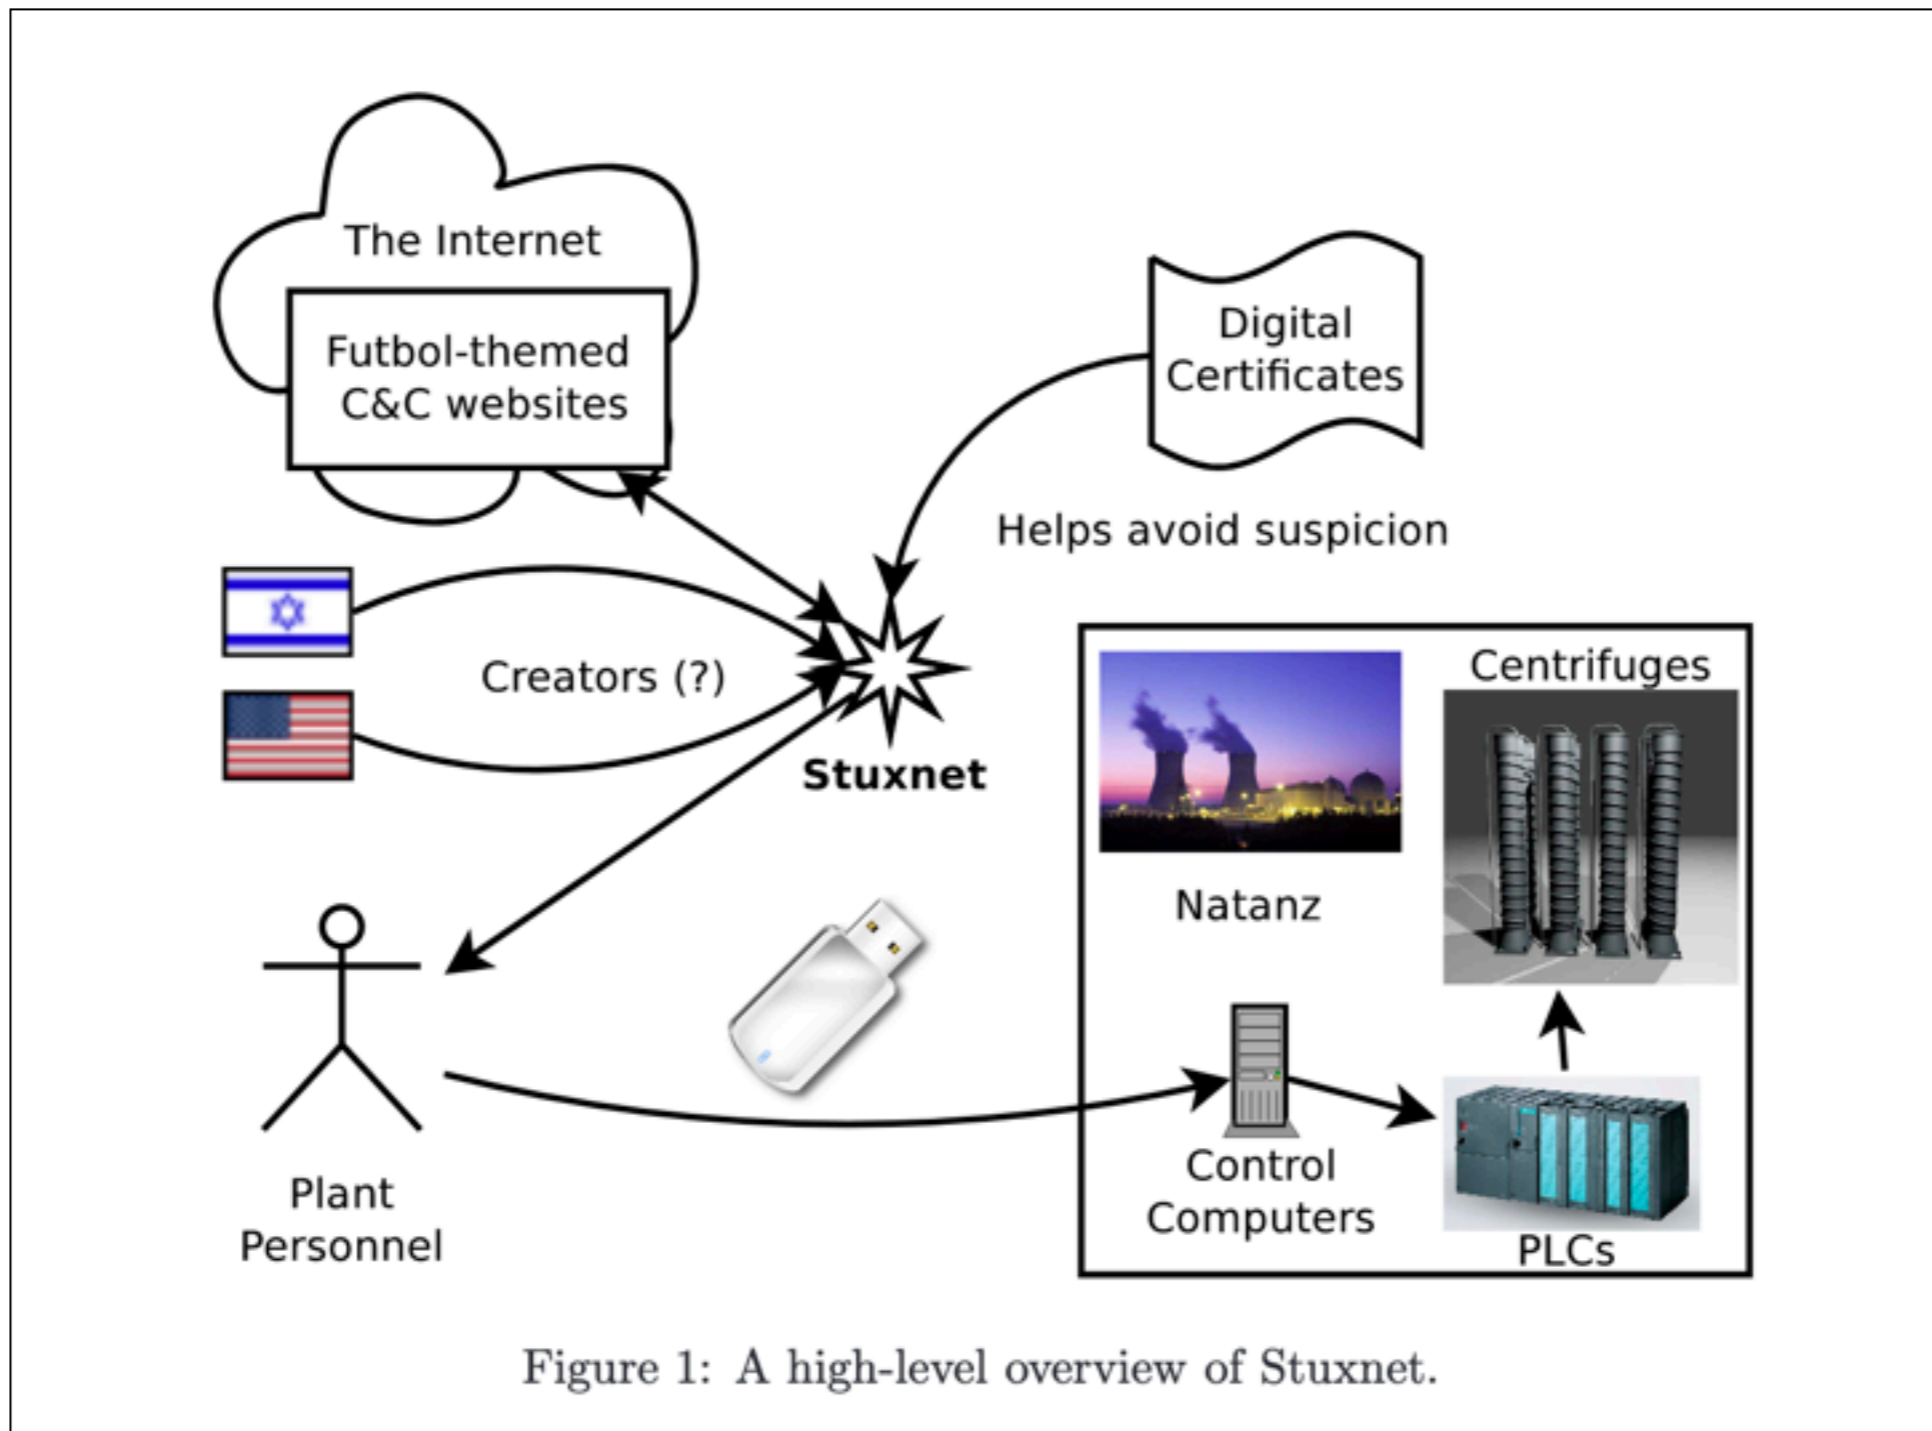 The Internet
Futbol-themed
C&C websites
Digital
Certificates
Helps avoid suspicion
Creators (?)
Stuxnet
Centrifuges
Natanz
Plant
Personnel
Control
Computers
PLCs
Figure 1: A high-level overview of Stuxnet.